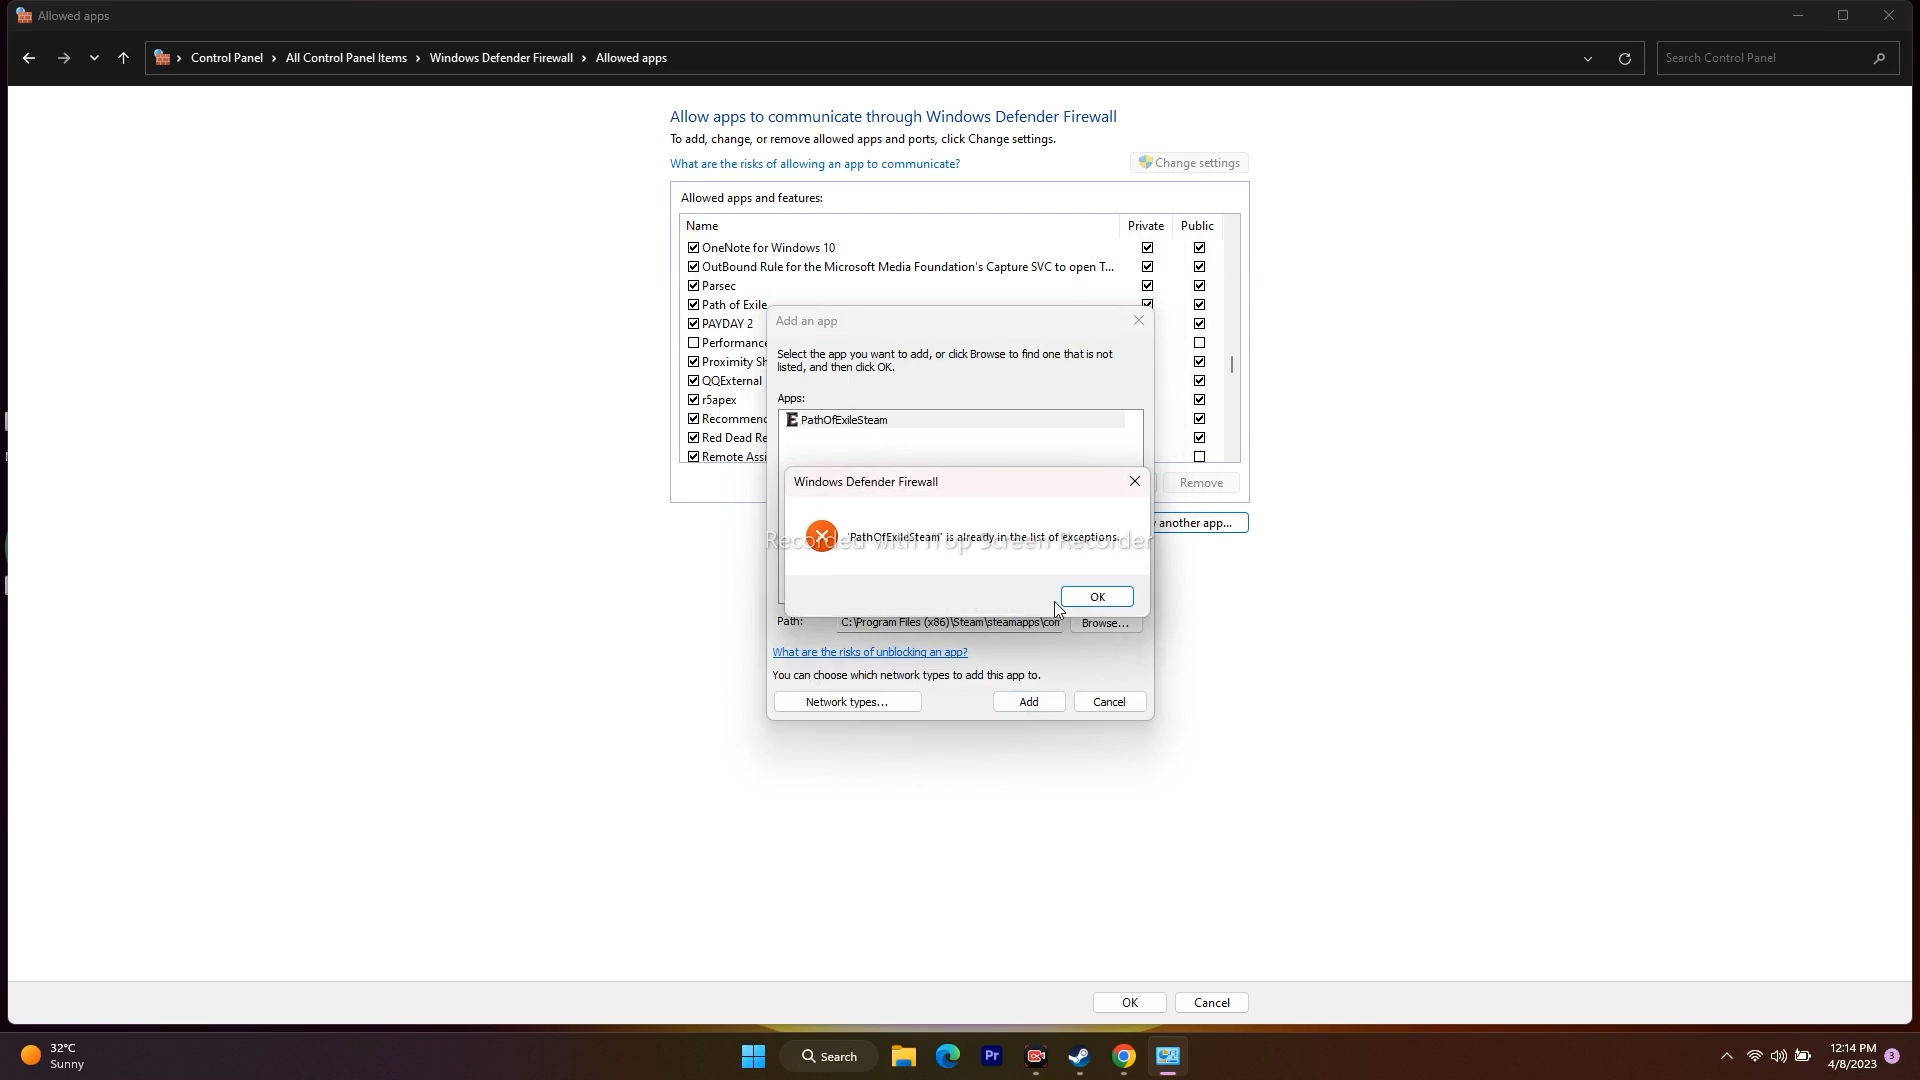 Allowed apps
Control Panel > All Control Panel Items > Windows Defender Firewall > Allowed apps
Search Control Panel
Allow apps to communicate through Windows Defender Firewall
To add, change, or remove allowed apps and ports, click Change settings.
What are the risks of allowing an app to communicate?
Change settings
Allowed apps and features:
Name Private Public
OneNote for Windows 10
OutBound Rule for the Microsoft Media Foundation's Capture SVC to open T...
Parsec
Path of Exile
PAYDAY 2
Performance
Proximity Sh
QQExternal
r5apex
Recommend
Red Dead Re
Remote Assi
Remove
another app...
Add an app
Select the app you want to add, or click Browse to find one that is not
listed, and then click OK.
Apps:
PathOfExileSteam
Windows Defender Firewall
'PathOfExileSteam' is already in the list of exceptions.
Recorded with iTop Screen Recorder
OK
Path: C:\Program Files (x86)\Steam\steamapps\com
Browse...
What are the risks of unblocking an app?
You can choose which network types to add this app to.
Network types...
Add
Cancel
OK
Cancel
32°C
Sunny
Search
Pr
12:14 PM
4/8/2023
3